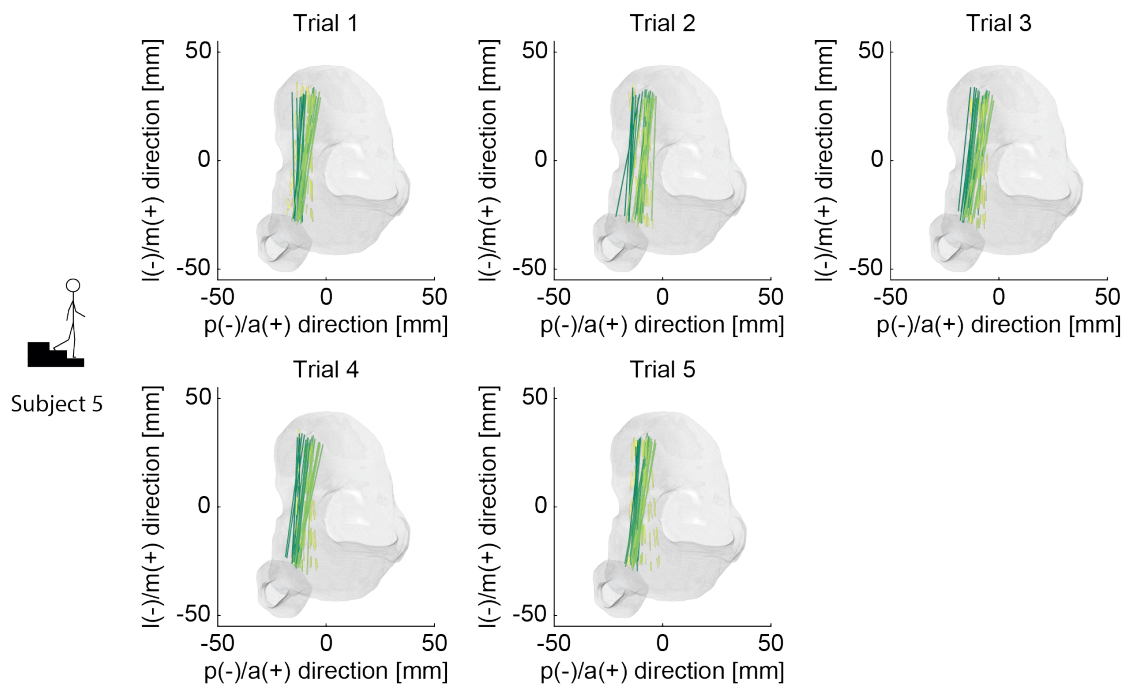 Trial 1
l(-)/m(+) direction [mm]
50
0
-50
-50
0
50
p(-)/a(+) direction [mm]
Trial 2
l(-)/m(+) direction [mm]
50
0
-50
-50
0
50
p(-)/a(+) direction [mm]
Trial 3
l(-)/m(+) direction [mm]
50
0
-50
-50
0
50
p(-)/a(+) direction [mm]
Subject 5
Trial 4
l(-)/m(+) direction [mm]
50
0
-50
-50
0
50
p(-)/a(+) direction [mm]
Trial 5
l(-)/m(+) direction [mm]
50
0
-50
-50
0
50
p(-)/a(+) direction [mm]